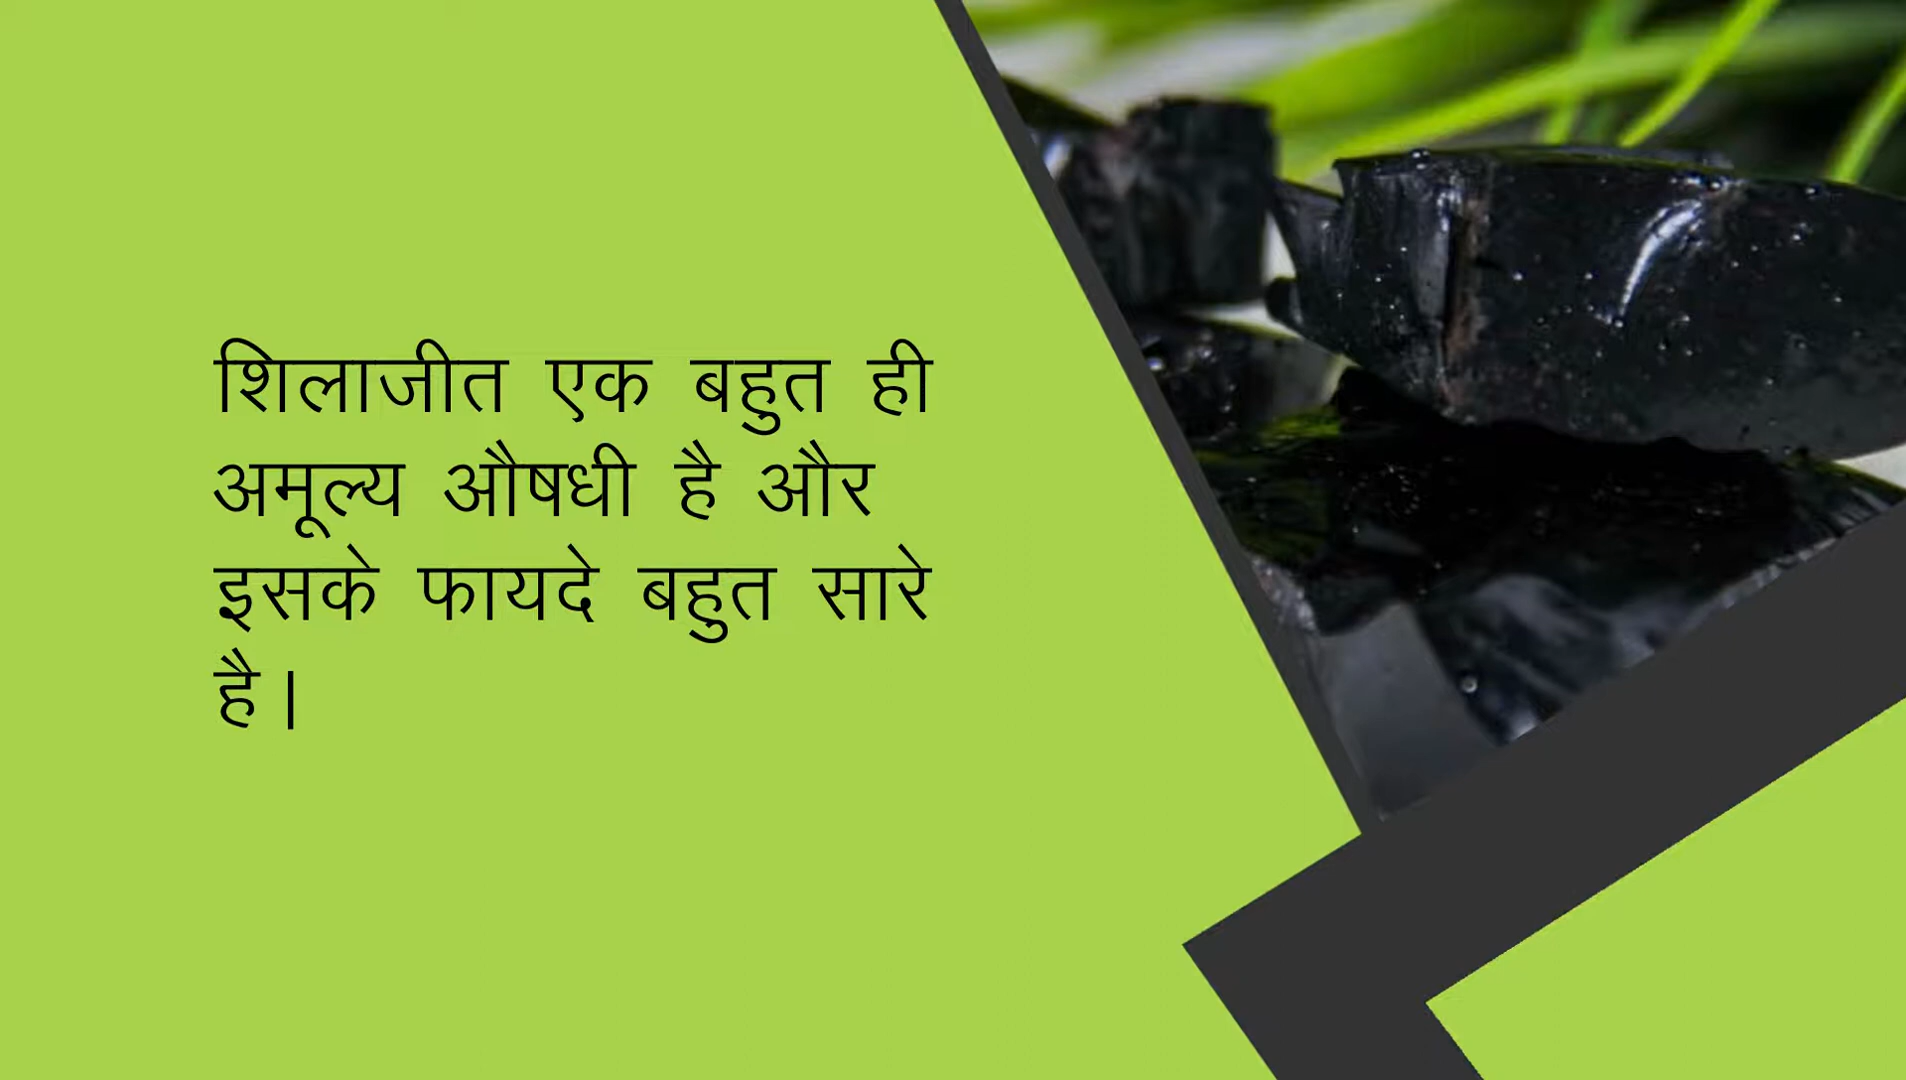 शिलाजीत एक बहुत ही
अमूल्य औषधी है और
इसके फायदे बहुत सारे
है।